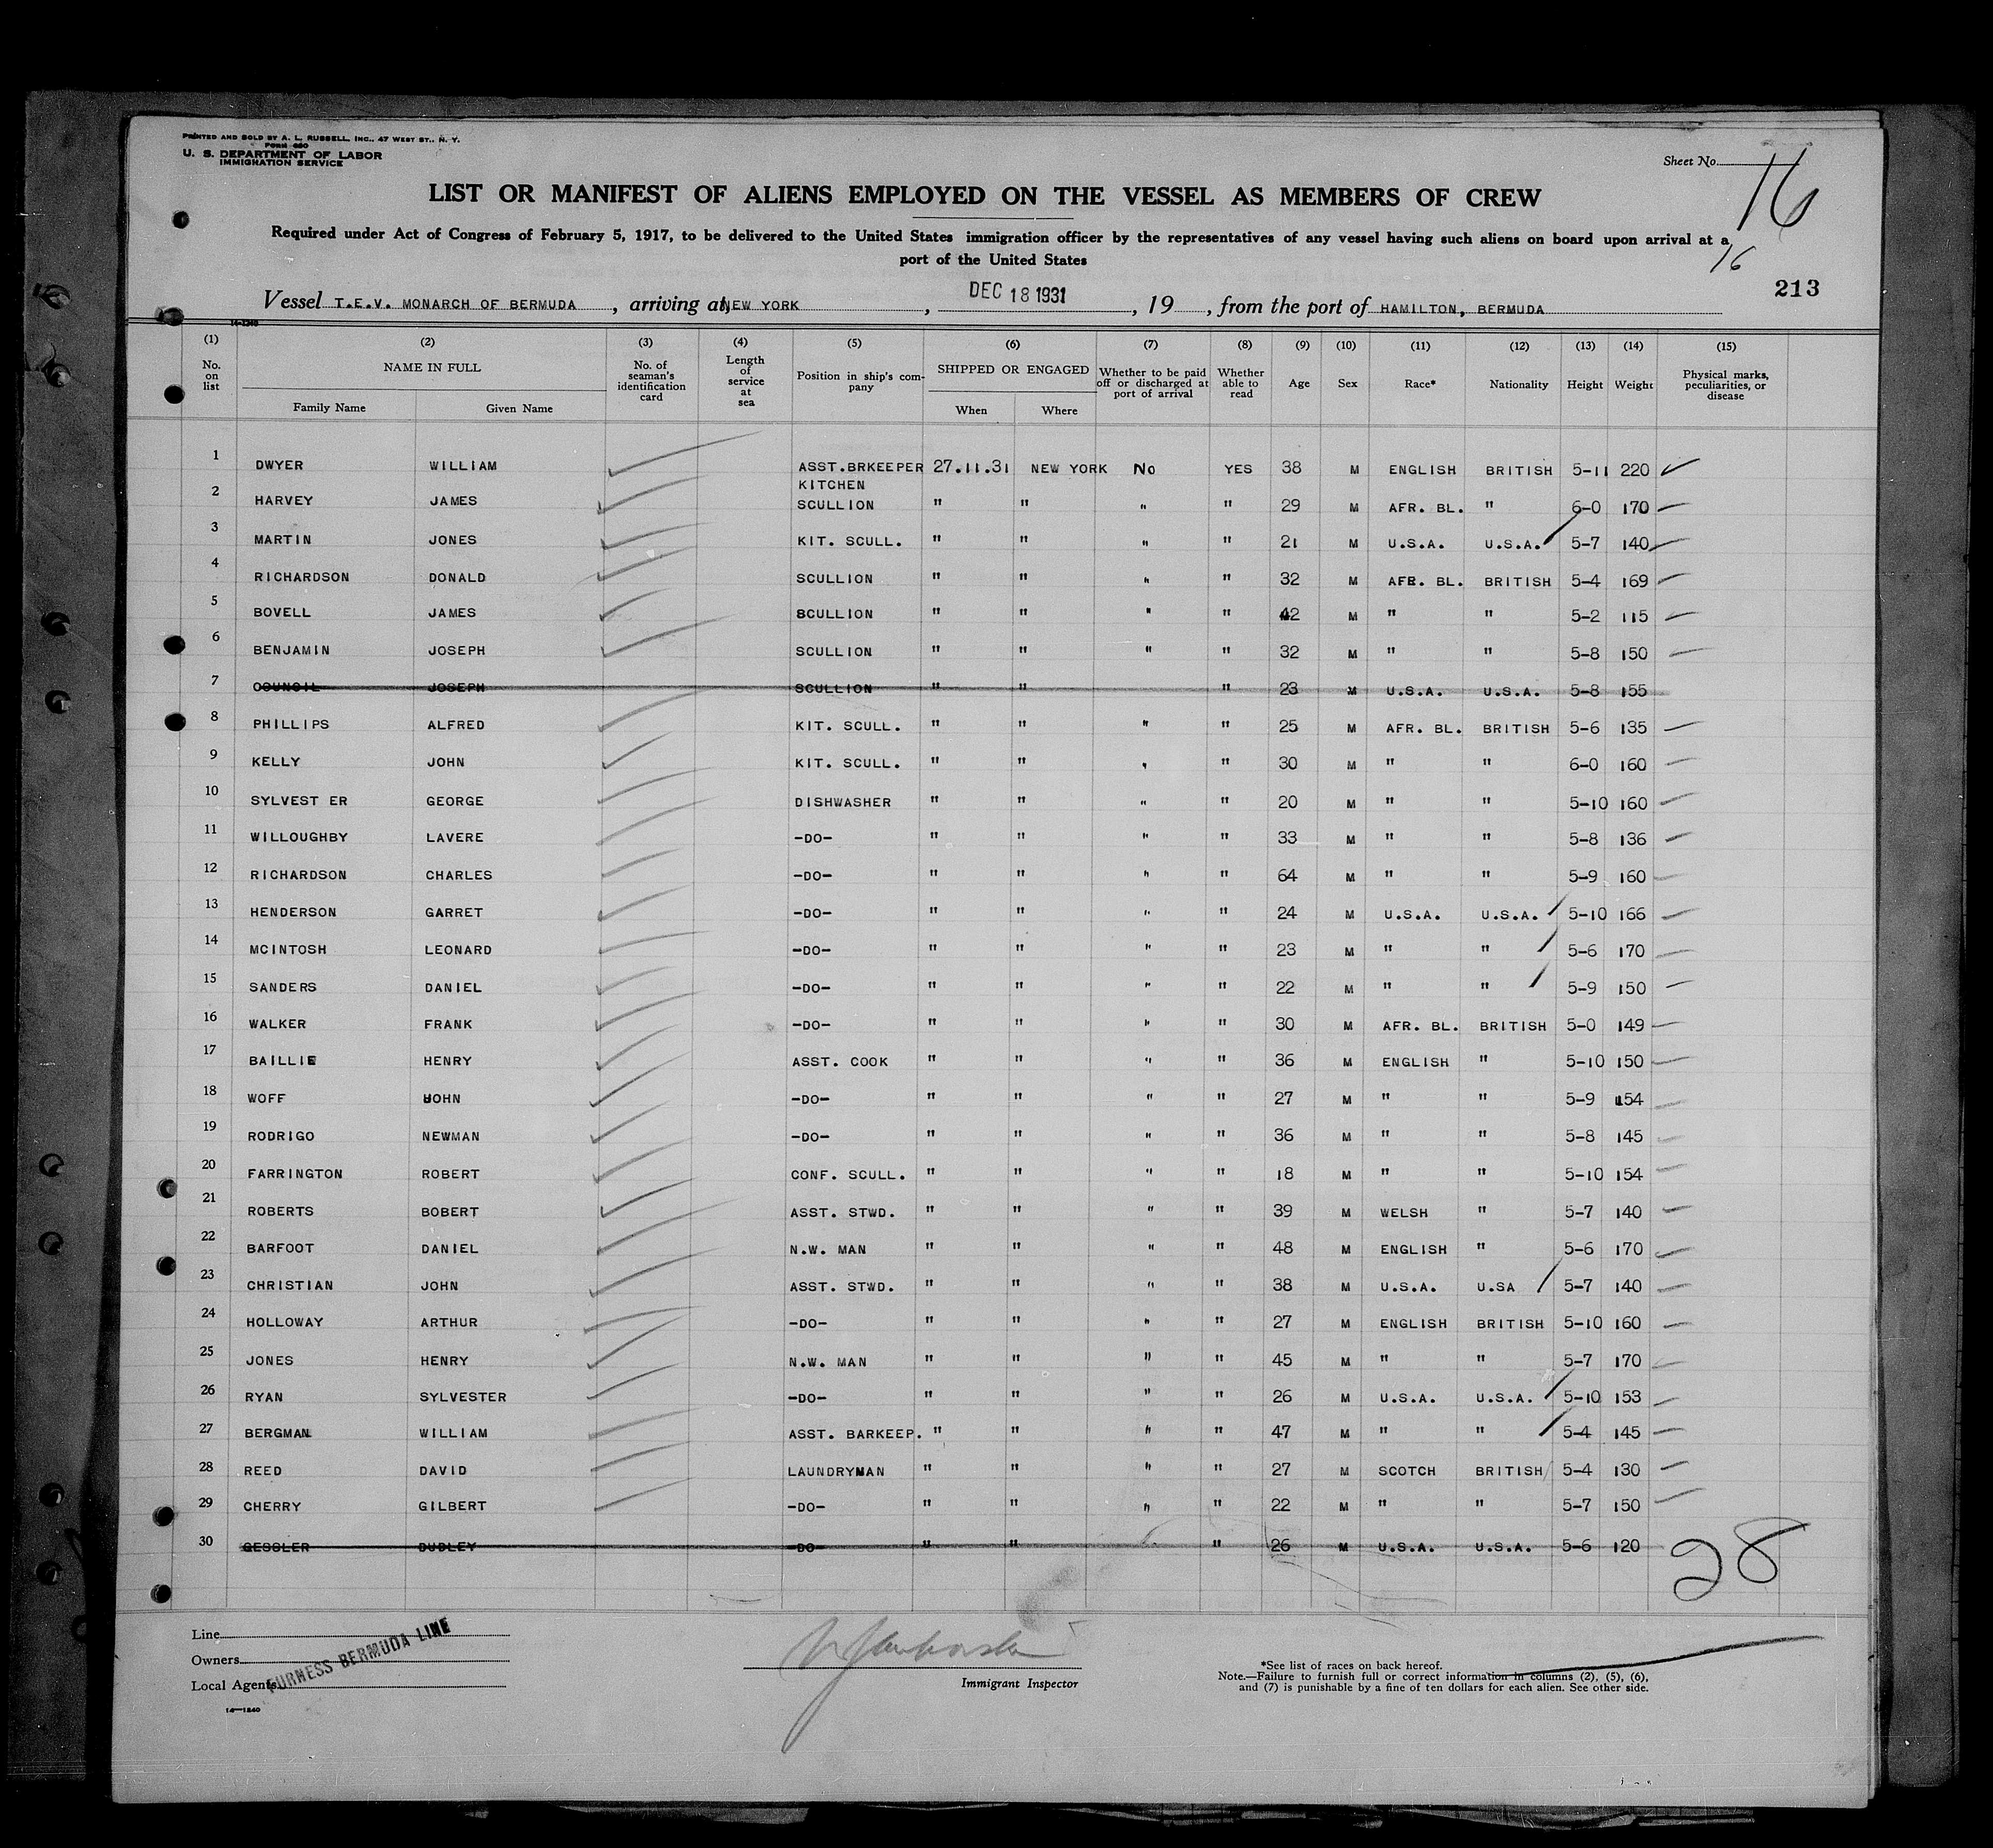 PRINTED AND SOLD BY A. L. RUSSELL, INC., 47 WEST ST., N. Y.
FORM 680
U. S. DEPARTMENT OF LABOR
IMMIGRATION SERVICE
Sheet No. 16
LIST OR MANIFEST OF ALIENS EMPLOYED ON THE VESSEL AS MEMBERS OF CREW
Required under Act of Congress of February 5, 1917, to be delivered to the United States immigration officer by the representatives of any vessel having such aliens on board upon arrival at a
port of the United States
16
213
Vessel T.E.V. MONARCH OF BERMUDA, arriving at NEW YORK, DEC 18 1931, 19, from the port of HAMILTON, BERMUDA
14-1240
(1) (2) (3) (4) (5) (6) (7) (8) (9) (10) (11) (12) (13) (14) (15)
No. on list NAME IN FULL Family Name Given Name No. of seaman's identification card Length of service at sea Position in ship's company SHIPPED OR ENGAGED When Where Whether to be paid off or discharged at port of arrival Whether able to read Age Sex Race* Nationality Height Weight Physical marks, peculiarities, or disease
1 DWYER WILLIAM ASST.BRKEEPER 27.11.31 NEW YORK No YES 38 M ENGLISH BRITISH 5-11 220
2 HARVEY JAMES KITCHEN SCULLION " " " " 29 M AFR. BL. " 6-0 170
3 MARTIN JONES KIT. SCULL. " " " " 21 M U.S.A. U.S.A. 5-7 140
4 RICHARDSON DONALD SCULLION " " " " 32 M AFR. BL. BRITISH 5-4 169
5 BOVELL JAMES SCULLION " " " " 42 M " " 5-2 115
6 BENJAMIN JOSEPH SCULLION " " " " 32 M " " 5-8 150
7 COUNCIL JOSEPH SCULLION " " " 23 M U.S.A. U.S.A. 5-8 155
8 PHILLIPS ALFRED KIT. SCULL. " " " " 25 M AFR. BL. BRITISH 5-6 135
9 KELLY JOHN KIT. SCULL. " " " " 30 M " " 6-0 160
10 SYLVEST ER GEORGE DISHWASHER " " " " 20 M " " 5-10 160
11 WILLOUGHBY LAVERE -DO- " " " " 33 M " " 5-8 136
12 RICHARDSON CHARLES -DO- " " " " 64 M " " 5-9 160
13 HENDERSON GARRET -DO- " " " " 24 M U.S.A. U.S.A. 5-10 166
14 MCINTOSH LEONARD -DO- " " " " 23 M " " 5-6 170
15 SANDERS DANIEL -DO- " " " " 22 M " " 5-9 150
16 WALKER FRANK -DO- " " " " 30 M AFR. BL. BRITISH 5-0 149
17 BAILLIE HENRY ASST. COOK " " " " 36 M ENGLISH " 5-10 150
18 WOFF JOHN -DO- " " " " 27 M " " 5-9 154
19 RODRIGO NEWMAN -DO- " " " " 36 M " " 5-8 145
20 FARRINGTON ROBERT CONF. SCULL. " " " " 18 M " " 5-10 154
21 ROBERTS BOBERT ASST. STWD. " " " " 39 M WELSH " 5-7 140
22 BARFOOT DANIEL N.W. MAN " " " " 48 M ENGLISH " 5-6 170
23 CHRISTIAN JOHN ASST. STWD. " " " " 38 M U.S.A. U.SA 5-7 140
24 HOLLOWAY ARTHUR -DO- " " " " 27 M ENGLISH BRITISH 5-10 160
25 JONES HENRY N.W. MAN " " " " 45 M " " 5-7 170
26 RYAN SYLVESTER -DO- " " " " 26 M U.S.A. U.S.A. 5-10 153
27 BERGMAN WILLIAM ASST. BARKEEP. " " " " 47 M " " 5-4 145
28 REED DAVID LAUNDRYMAN " " " " 27 M SCOTCH BRITISH 5-4 130
29 CHERRY GILBERT -DO- " " " " 22 M " " 5-7 150
30 GESSLER DUDLEY -DO- " " " 26 M U.S.A. U.S.A. 5-6 120
28
Line
Owners
Local Agents
FURNESS BERMUDA LINE
14-1240
Immigrant Inspector
*See list of races on back hereof.
Note.—Failure to furnish full or correct information in columns (2), (5), (6),
and (7) is punishable by a fine of ten dollars for each alien. See other side.